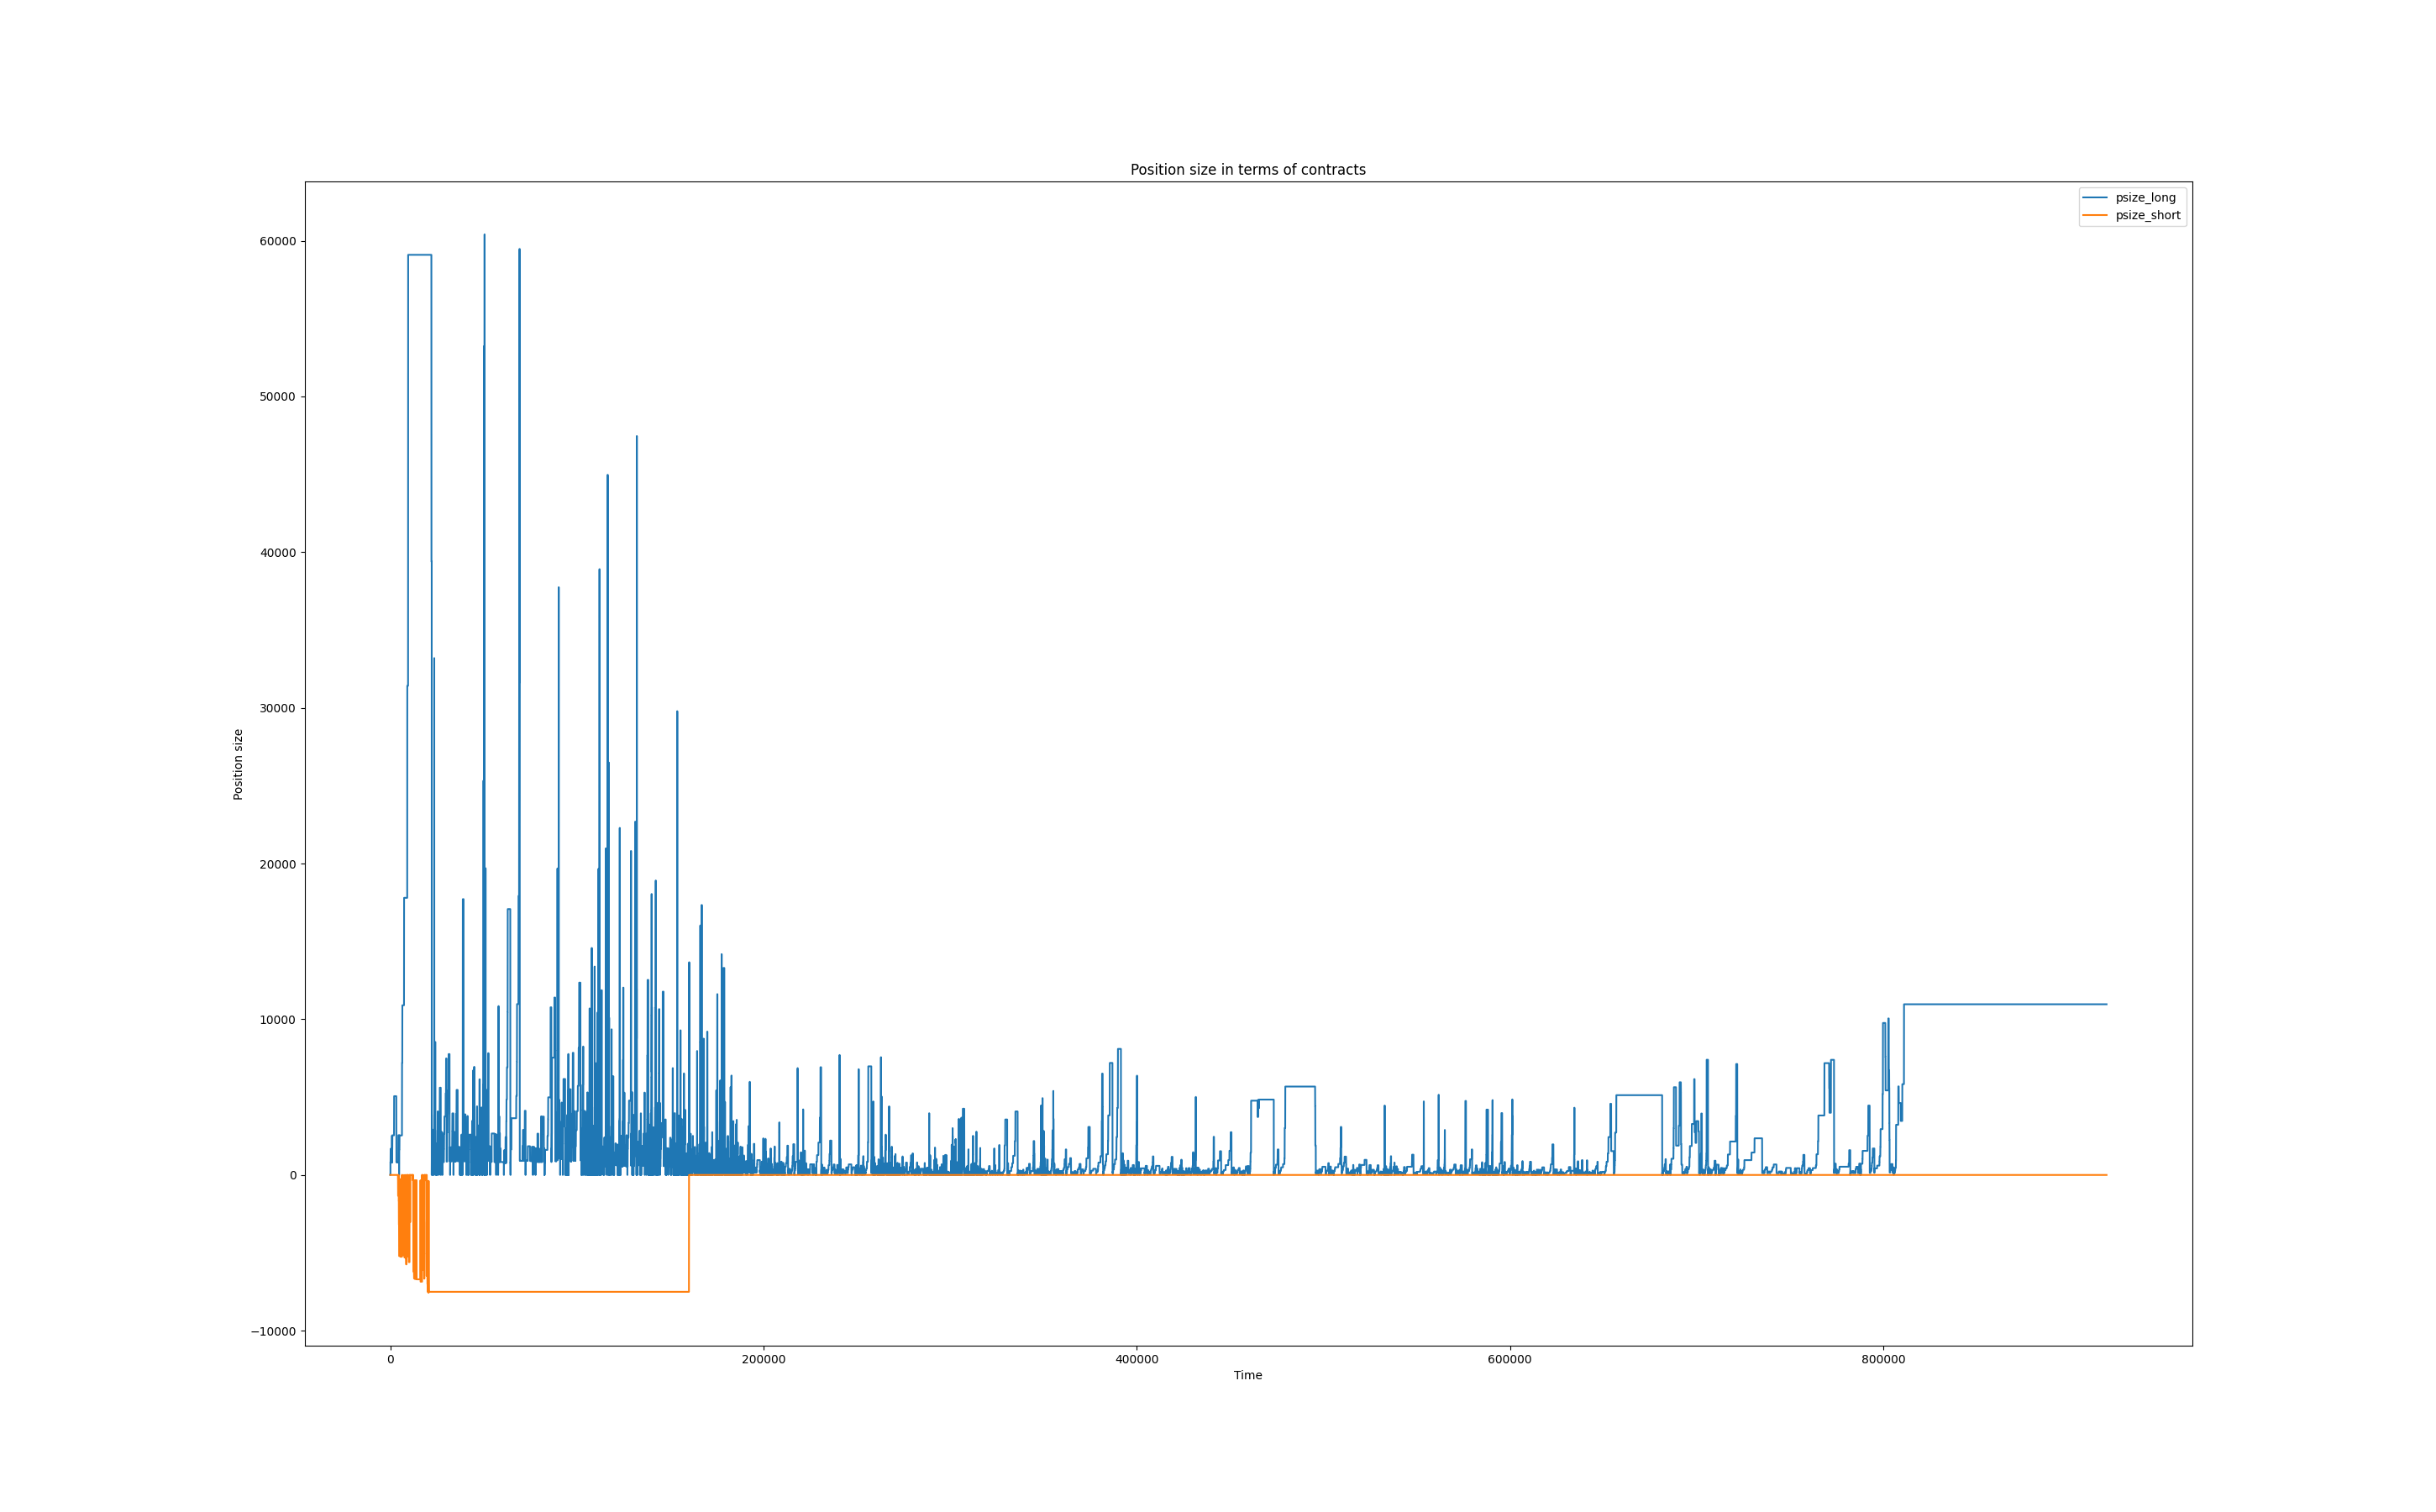 Position size in terms of contracts
psize_long
psize_short
60000
50000
40000
30000
20000
10000
0
−10000
Position size
0
200000
400000
600000
800000
Time